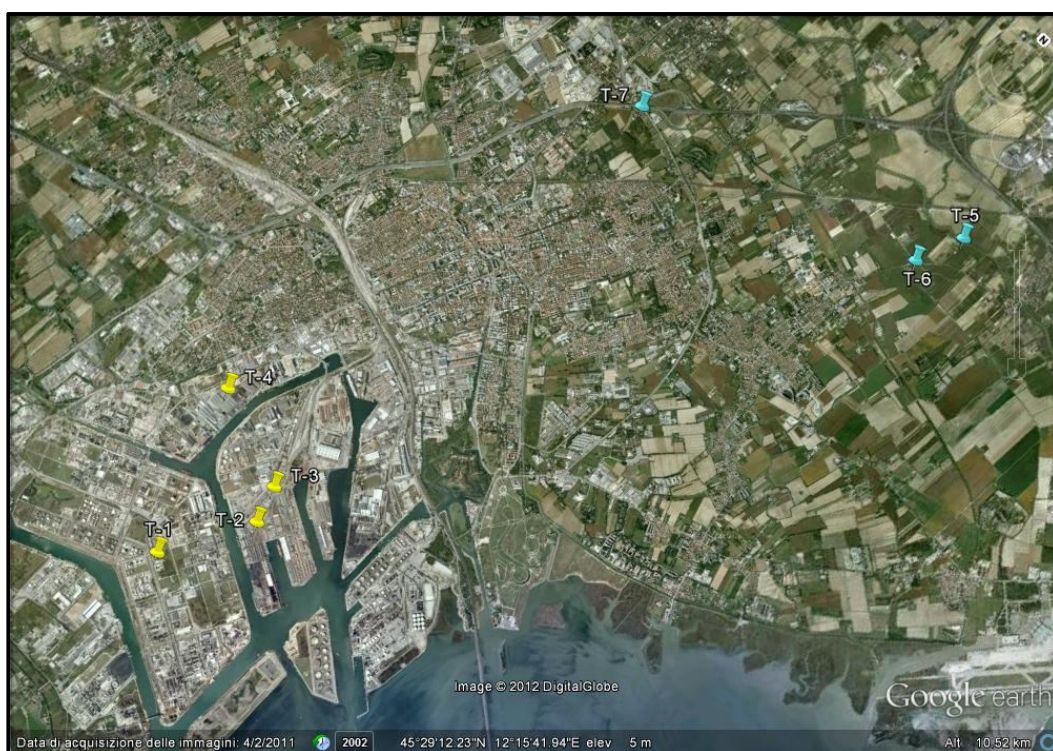 N
T-7
T-5
T-6
T-4
T-3
T-2
T-1
Image © 2012 DigitalGlobe
Google earth
Data di acquisizione delle immagini: 4/2/2011 2002 45°29'12.23"N 12°15'41.94"E elev 5 m Alt. 10.52 km